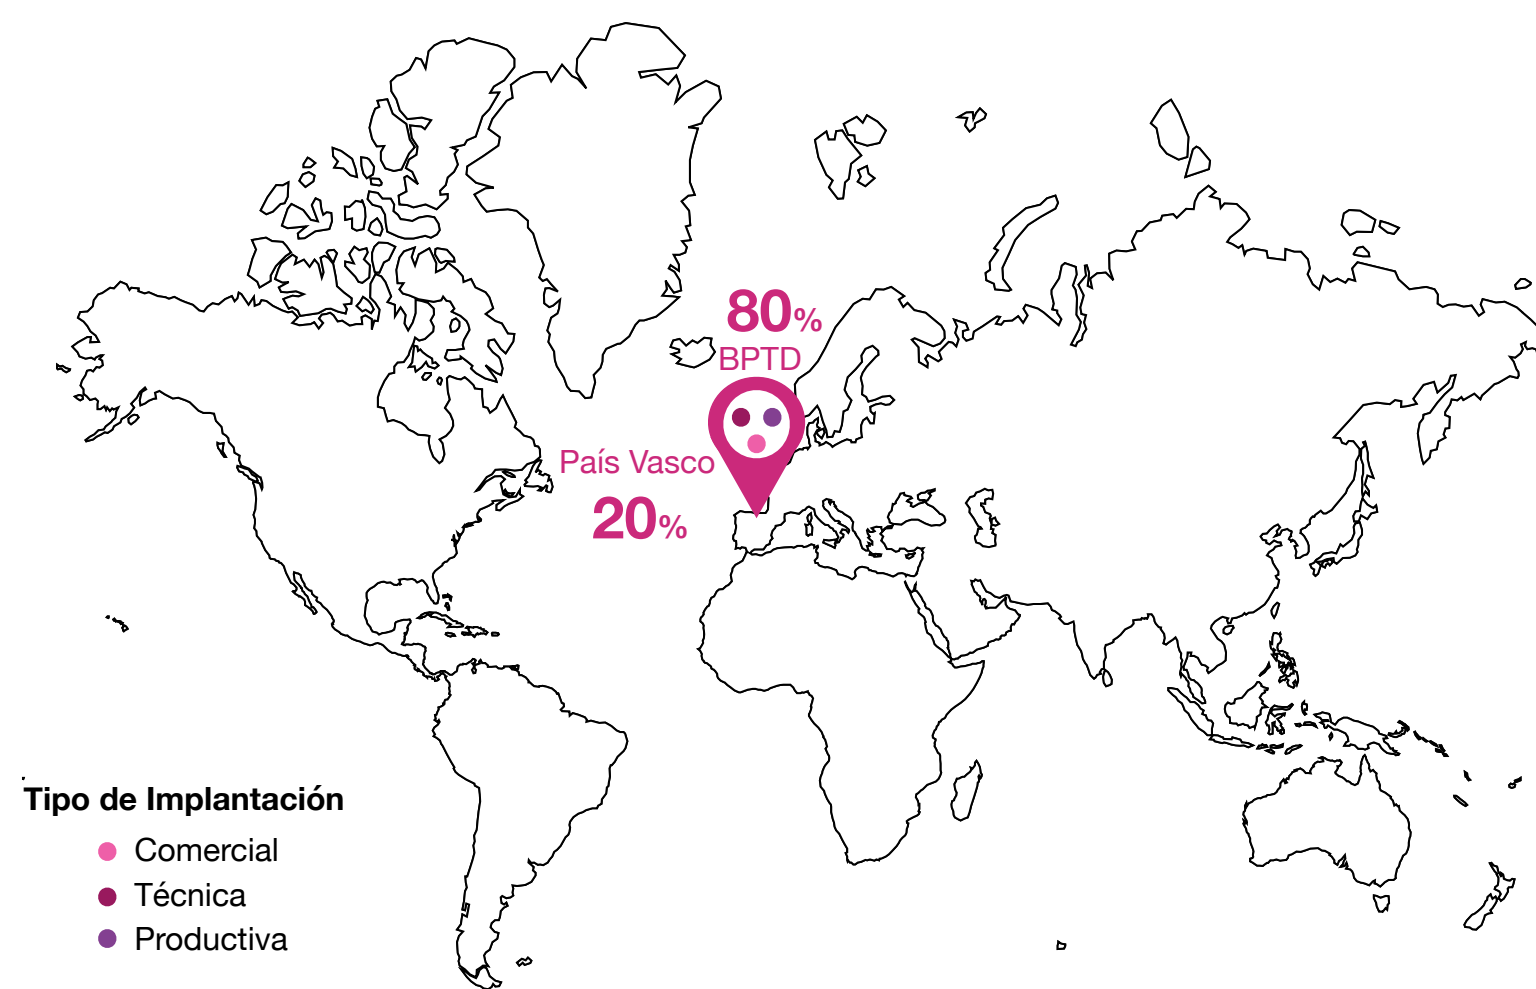 80%
BPTD
País Vasco
20%
Tipo de Implantación
Comercial
Técnica
Productiva